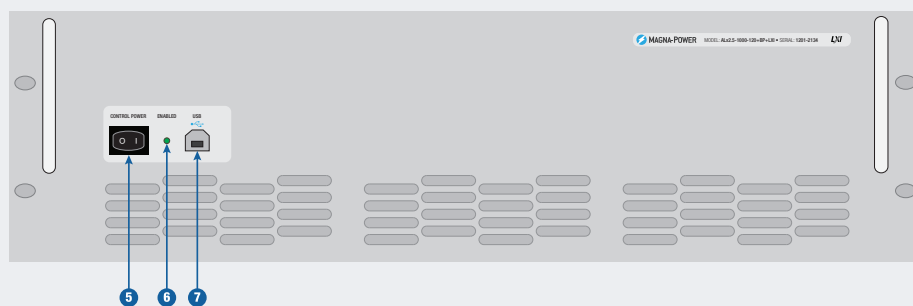 MAGNA-POWER MODEL: ALx2.5-1000-120+BP+LXI • SERIAL: 1201-2134 LXI
CONTROL POWER ENABLED USB
O I
5 6 7